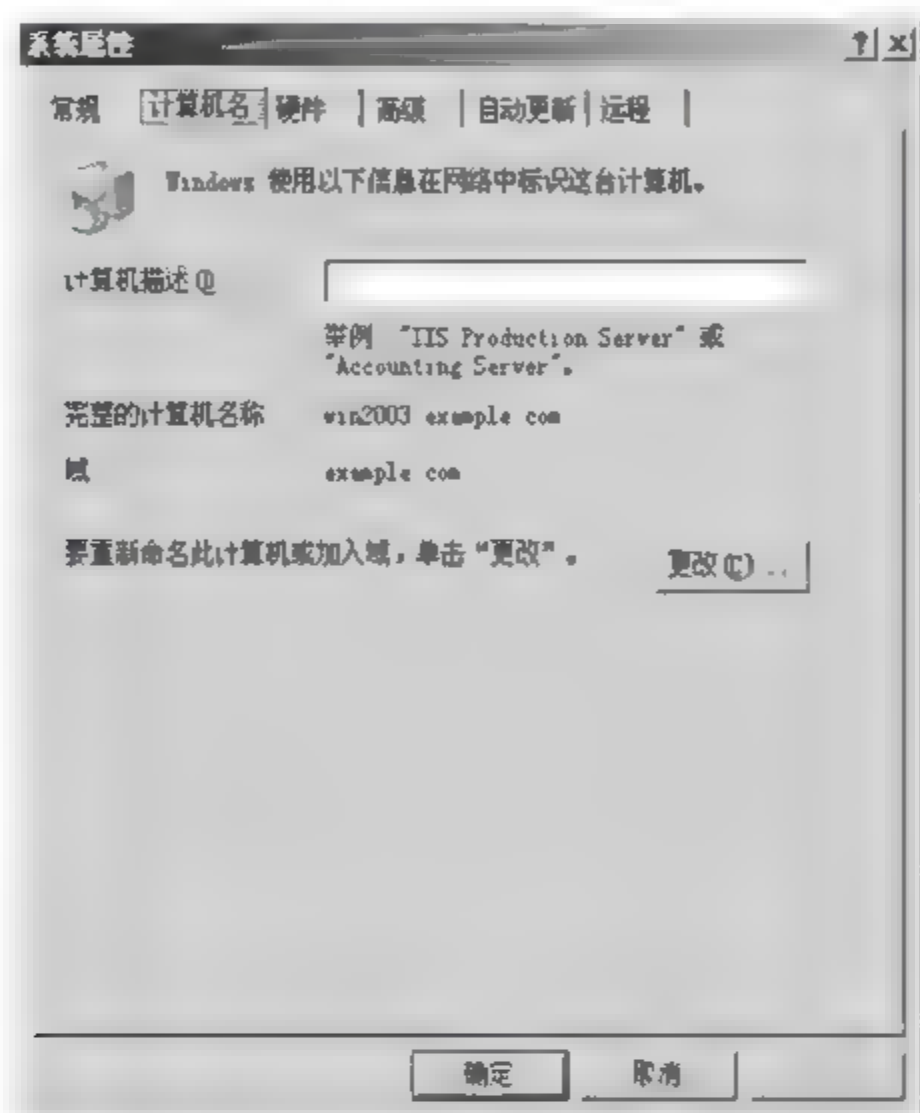 系统属性
常规 计算机名 硬件 高级 自动更新 远程
Windows 使用以下信息在网络中标识这台计算机。
计算机描述(D)
举例 "IIS Production Server" 或
"Accounting Server"。
完整的计算机名称 win2003 example com
域 example com
要重新命名此计算机或加入域，单击“更改”。 更改(C)..
确定 取消